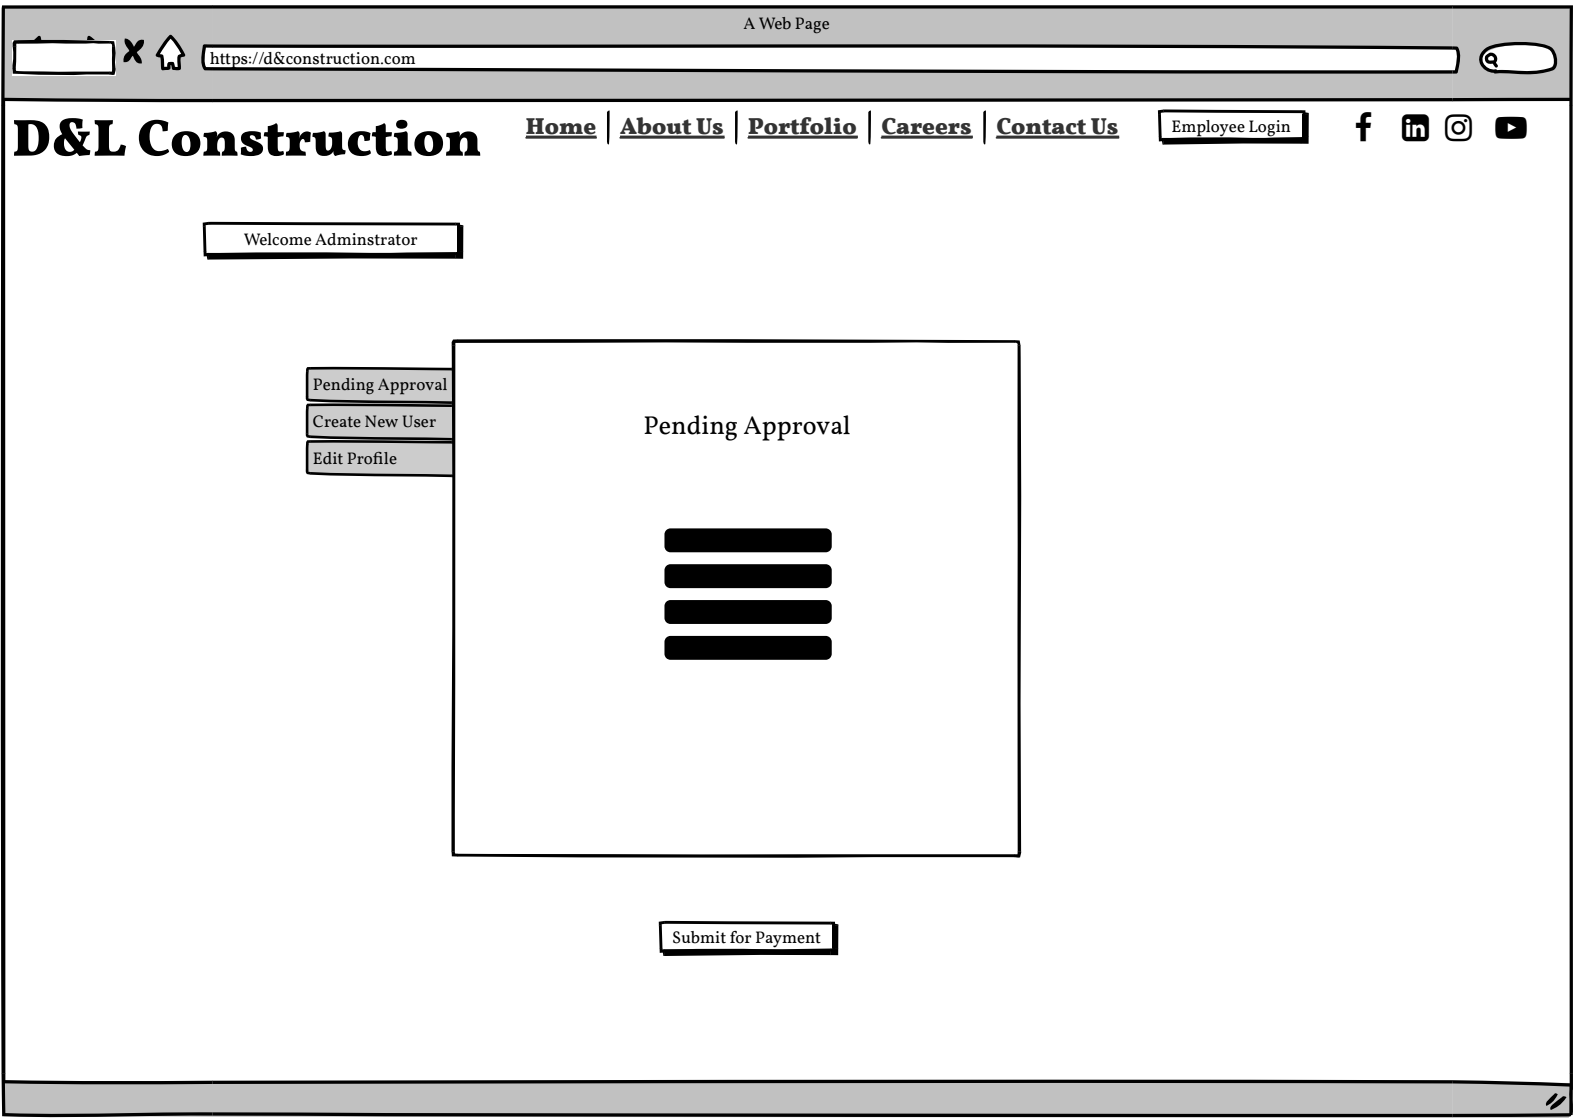 A Web Page
https://d&construction.com
D&L Construction
Home | About Us | Portfolio | Careers | Contact Us
Employee Login
Welcome Adminstrator
Pending Approval
Create New User
Edit Profile
Pending Approval
Submit for Payment